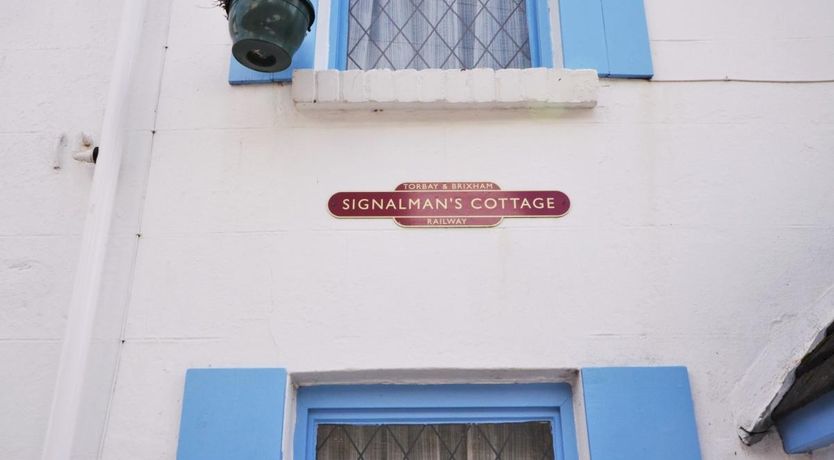 TORBAY & BRIXHAM
SIGNALMAN'S COTTAGE
RAILWAY